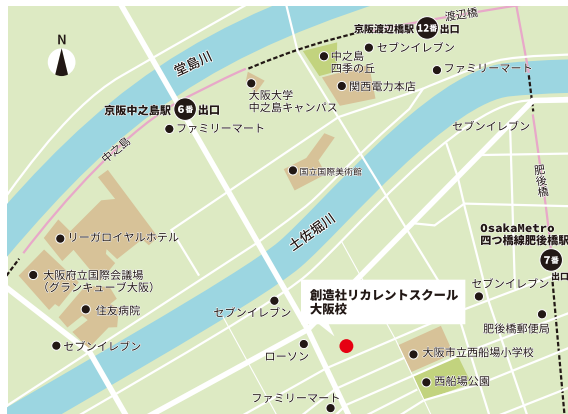 N
堂島川
京阪渡辺橋駅 12番 出口
渡辺橋
セブンイレブン
中之島
四季の丘
ファミリーマート
関西電力本店
大阪大学
中之島キャンパス
京阪中之島駅 6番 出口
ファミリーマート
セブンイレブン
中之島
国立国際美術館
肥後橋
土佐堀川
OsakaMetro
四つ橋線肥後橋駅
7番
出口
リーガロイヤルホテル
大阪府立国際会議場
（グランキューブ大阪）
住友病院
セブンイレブン
セブンイレブン
創造社リカレントスクール
大阪校
セブンイレブン
肥後橋郵便局
ローソン
大阪市立西船場小学校
西船場公園
ファミリーマート